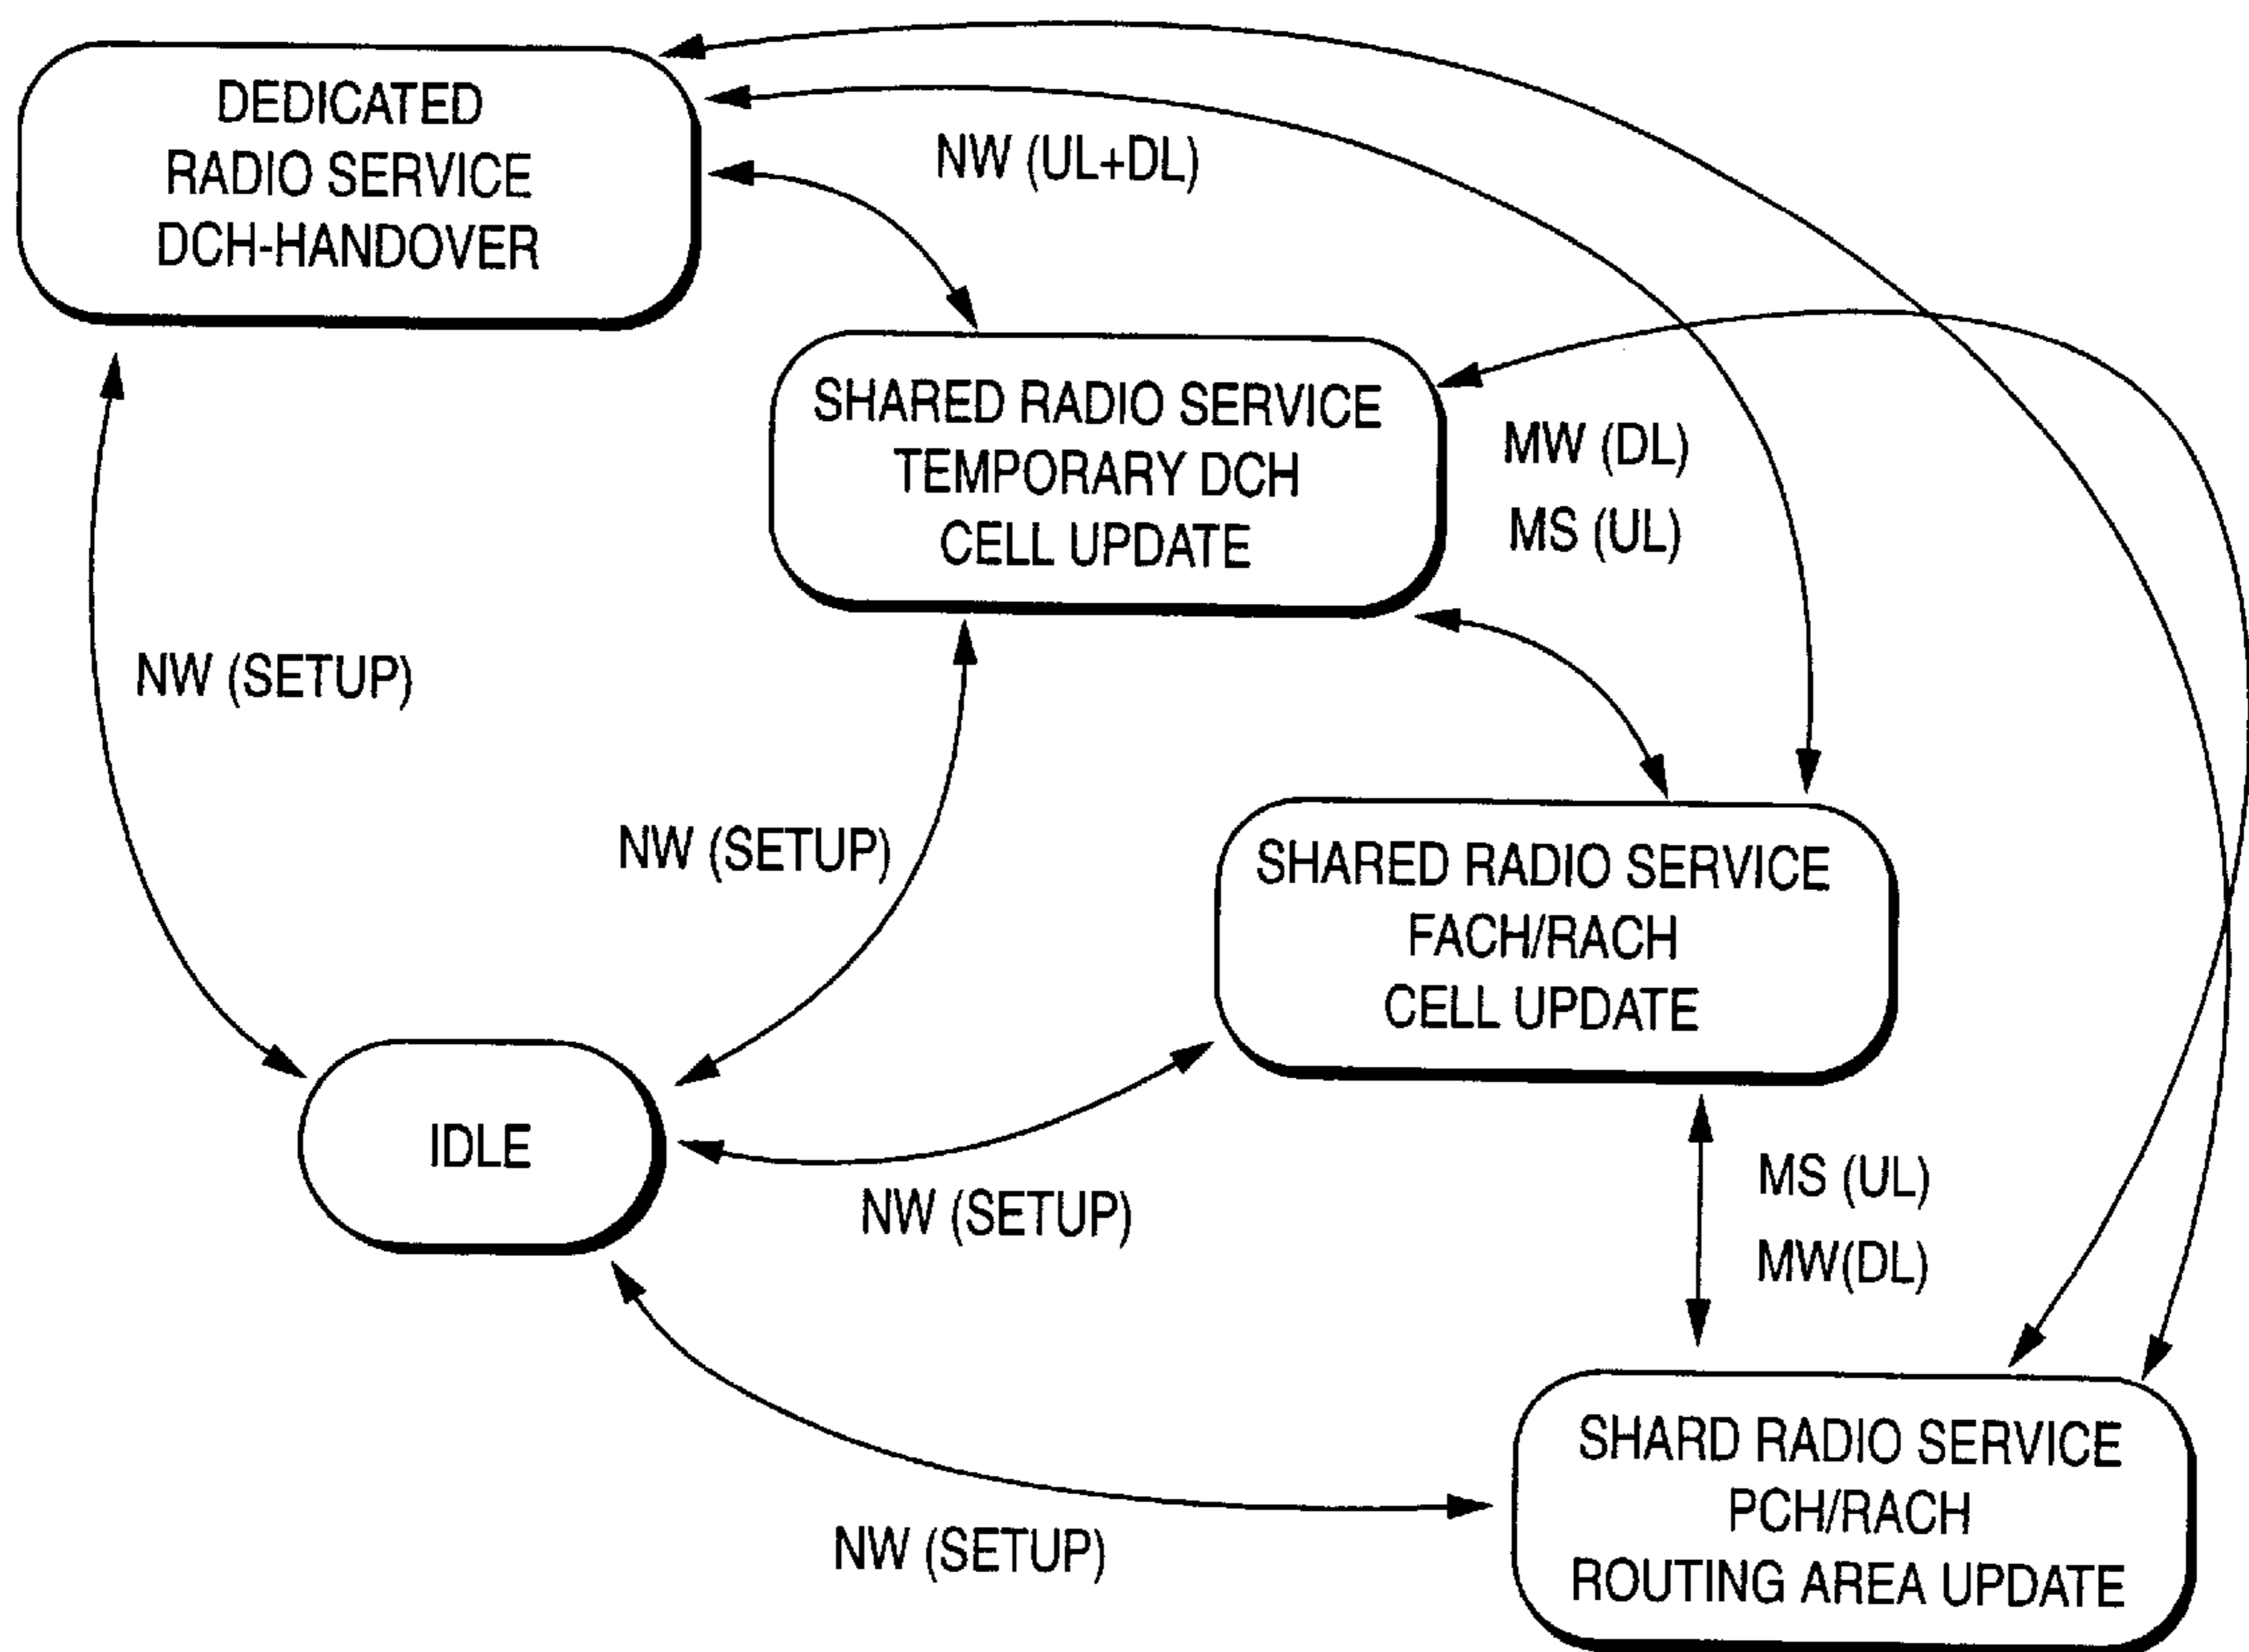 DEDICATED
RADIO SERVICE
DCH-HANDOVER
NW (UL+DL)
SHARED RADIO SERVICE
TEMPORARY DCH
CELL UPDATE
MW (DL)
MS (UL)
NW (SETUP)
NW (SETUP)
SHARED RADIO SERVICE
FACH/RACH
CELL UPDATE
IDLE
NW (SETUP)
MS (UL)
MW(DL)
SHARD RADIO SERVICE
PCH/RACH
ROUTING AREA UPDATE
NW (SETUP)